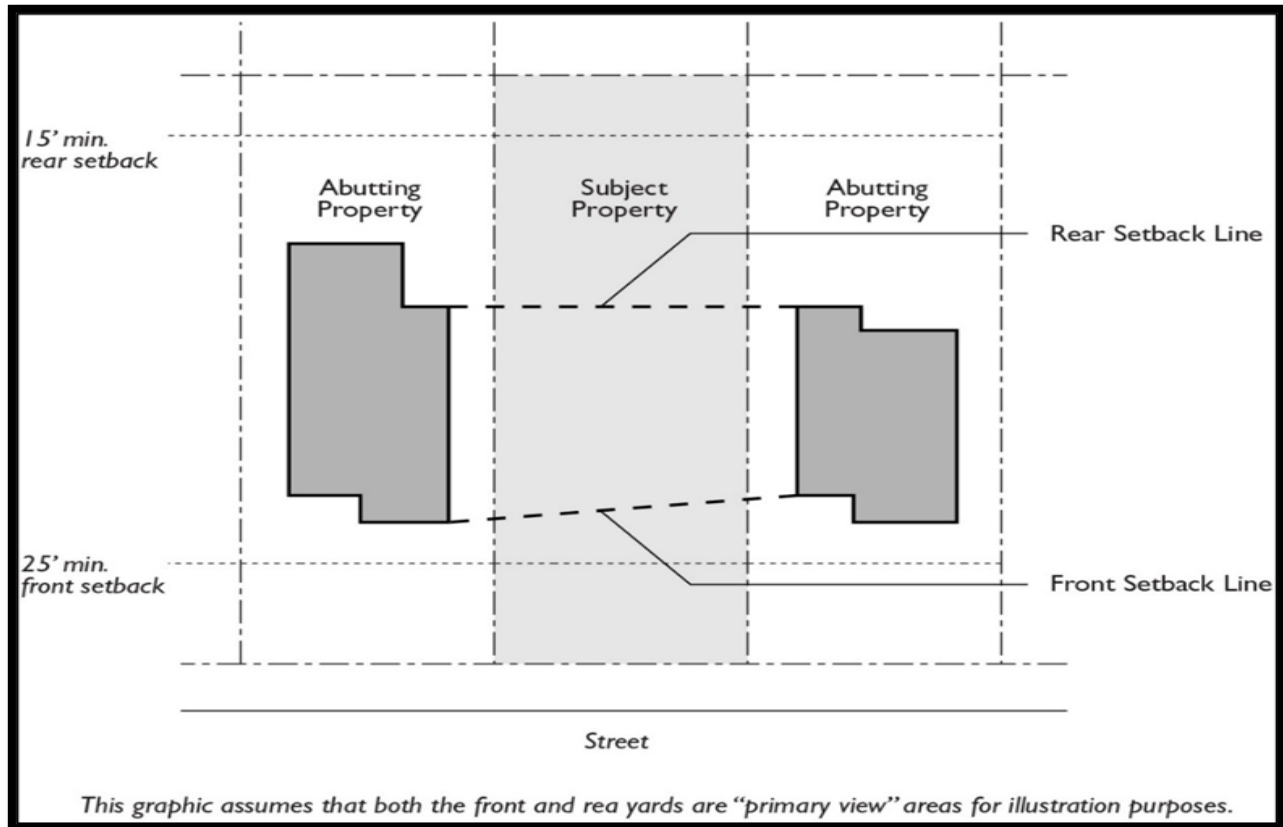 15' min.
rear setback
Abutting
Property
Subject
Property
Abutting
Property
Rear Setback Line
25' min.
front setback
Front Setback Line
Street
This graphic assumes that both the front and rea yards are “primary view” areas for illustration purposes.